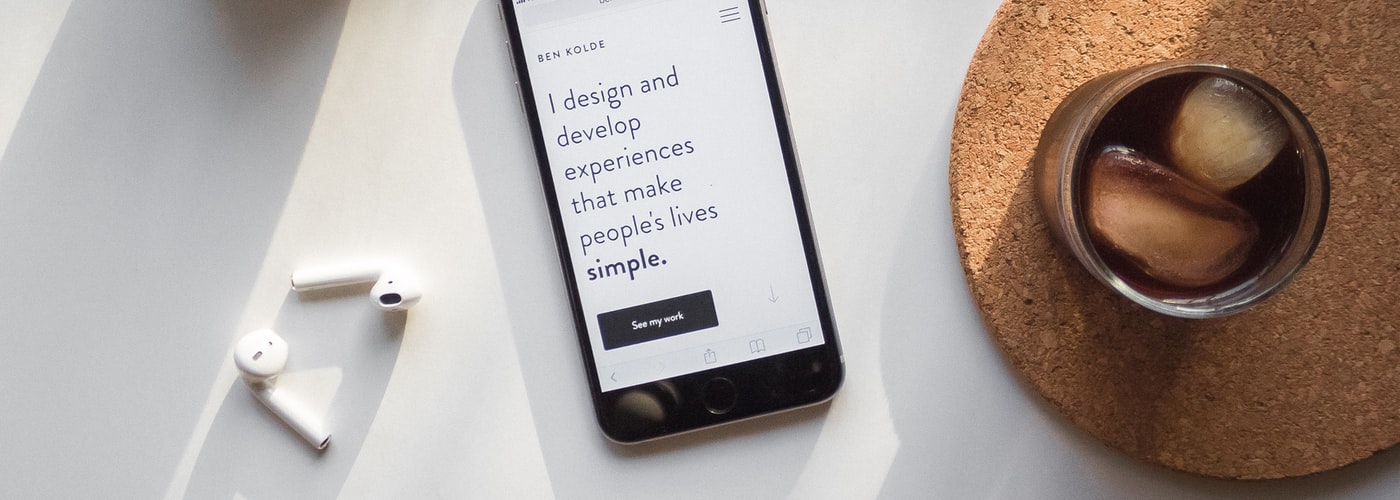 BEN KOLDE
I design and
develop
experiences
that make
people's lives
simple.
See my work